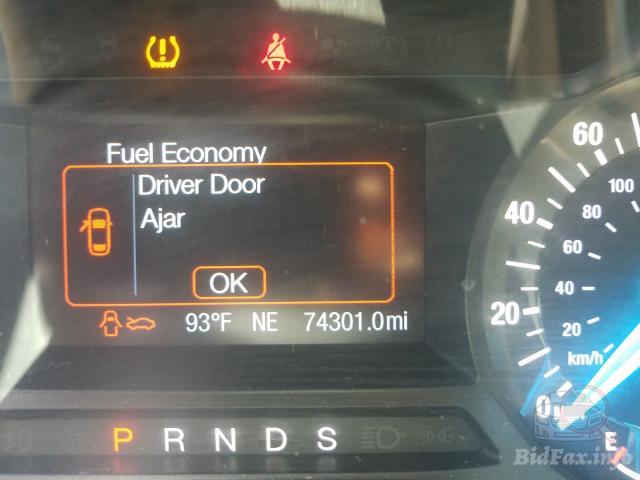 Fuel Economy
Driver Door
Ajar
OK
93°F NE 74301.0mi
P R N D S
60
40
20
0
100
80
60
40
20
km/h
E
BidFax.info